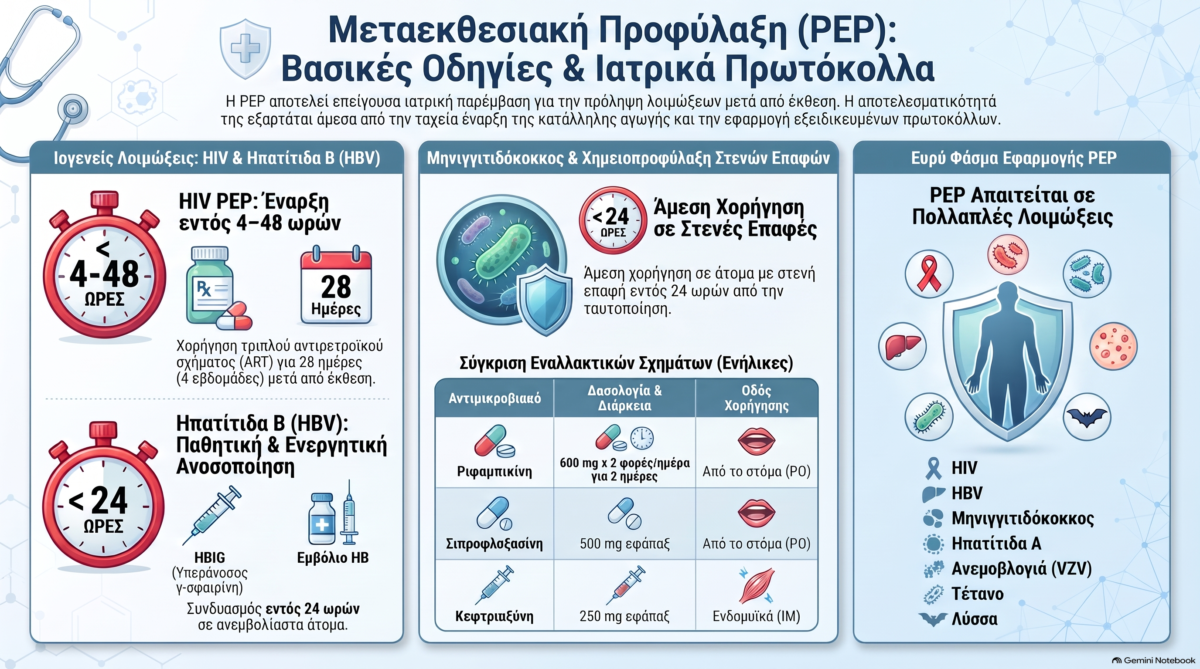 Μεταεκθεσιακή Προφύλαξη (PEP):
Βασικές Οδηγίες & Ιατρικά Πρωτόκολλα
Η PEP αποτελεί επείγουσα ιατρική παρέμβαση για την πρόληψη λοιμώξεων μετά από έκθεση. Η αποτελεσματικότητά
της εξαρτάται άμεσα από την ταχεία έναρξη της κατάλληλης αγωγής και την εφαρμογή εξειδικευμένων πρωτοκόλλων.
Ιογενείς Λοιμώξεις: HIV & Ηπατίτιδα Β (HBV)
HIV PEP: Έναρξη
εντός 4–48 ωρών
<
4-48
ΩΡΕΣ
Rx
28
Ημέρες
Χορήγηση τριπλού αντιρετροϊκού
σχήματος (ART) για 28 ημέρες
(4 εβδομάδες) μετά από έκθεση.
Ηπατίτιδα Β (HBV):
Παθητική & Ενεργητική
Ανοσοποίηση
< 24
ΩΡΕΣ
HBIG
(Υπεράνοσος
γ-σφαιρίνη)
Εμβόλιο HB
Συνδυασμός εντός 24 ωρών
σε ανεμβολίαστα άτομα.
Μηνιγγιτιδόκοκκος & Χημειοπροφύλαξη Στενών Επαφών
< 24
ΩΡΕΣ
Άμεση Χορήγηση
σε Στενές Επαφές
Άμεση χορήγηση σε άτομα με στενή
επαφή εντός 24 ωρών από την
ταυτοποίηση.
Σύγκριση Εναλλακτικών Σχημάτων (Ενήλικες)
Αντιμικροβιακό
Δασολογία &
Διάρκεια
Οδός
Χορήγησης
Ριφαμπικίνη
600 mg x 2 φορές/ημέρα
για 2 ημέρες
Από το στόμα (PO)
Σιπροφλοξασίνη
500 mg εφάπαξ
Από το στόμα (PO)
Κεφτριαξύνη
250 mg εφάπαξ
Ενδομυϊκά (IM)
Ευρύ Φάσμα Εφαρμογής PEP
PEP Απαιτείται σε
Πολλαπλές Λοιμώξεις
HIV
HBV
Μηνιγγιτιδόκοκκος
Ηπατίτιδα Α
Ανεμοβλογιά (VZV)
Τέτανο
Λύσσα
Gemini Notebook